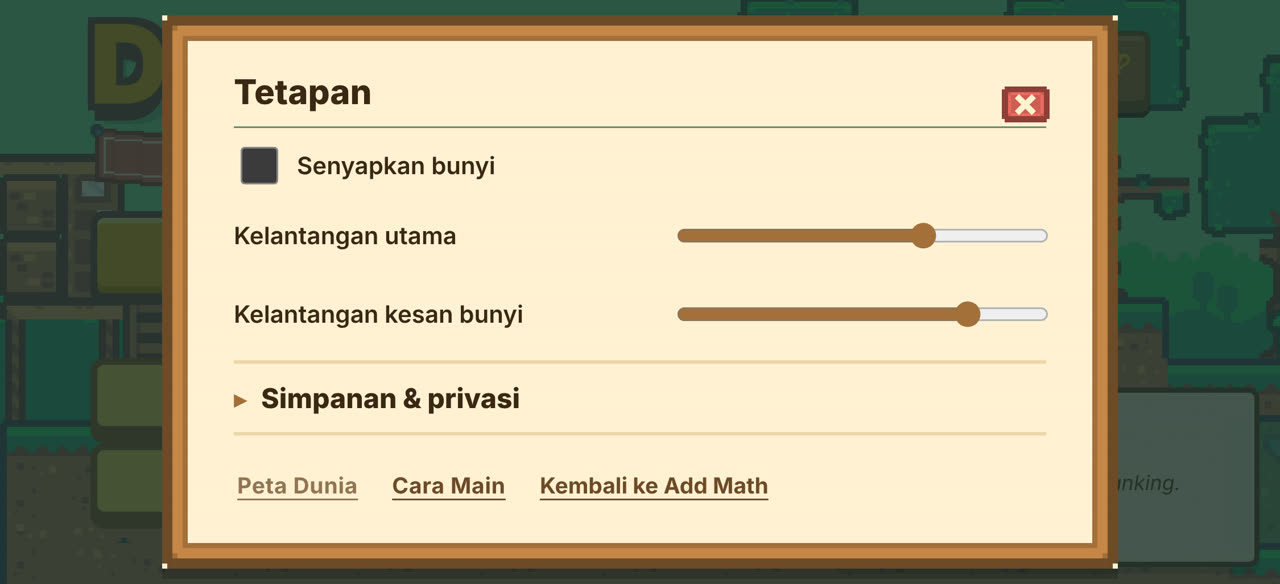 D
Tetapan
Senyapkan bunyi
Kelantangan utama
Kelantangan kesan bunyi
Simpanan & privasi
Peta Dunia Cara Main Kembali ke Add Math